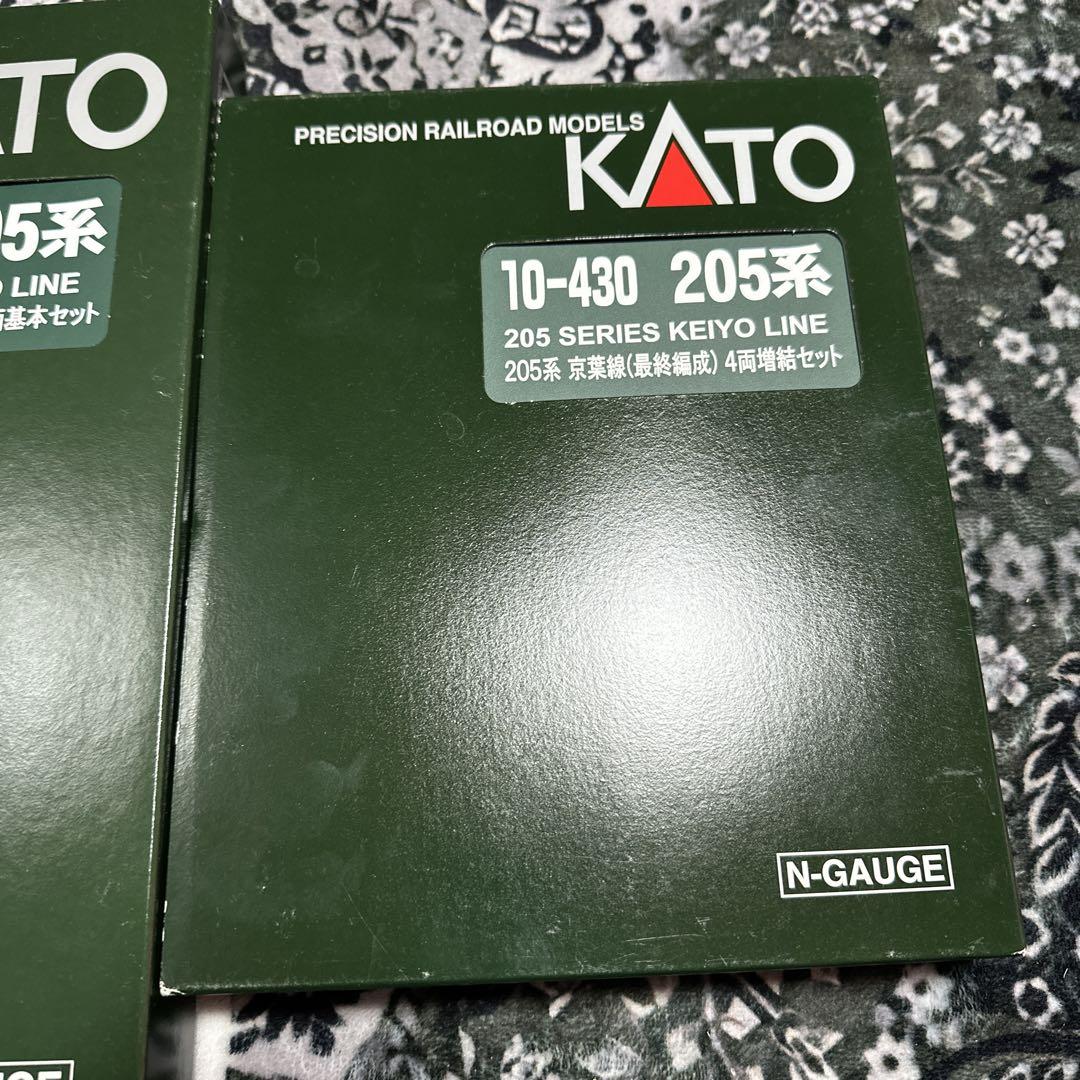 ATO
05系
LINE
基本セット
PRECISION RAILROAD MODELS
KATO
10-430 205系
205 SERIES KEIYO LINE
205系 京葉線(最終編成) 4両増結セット
N-GAUGE